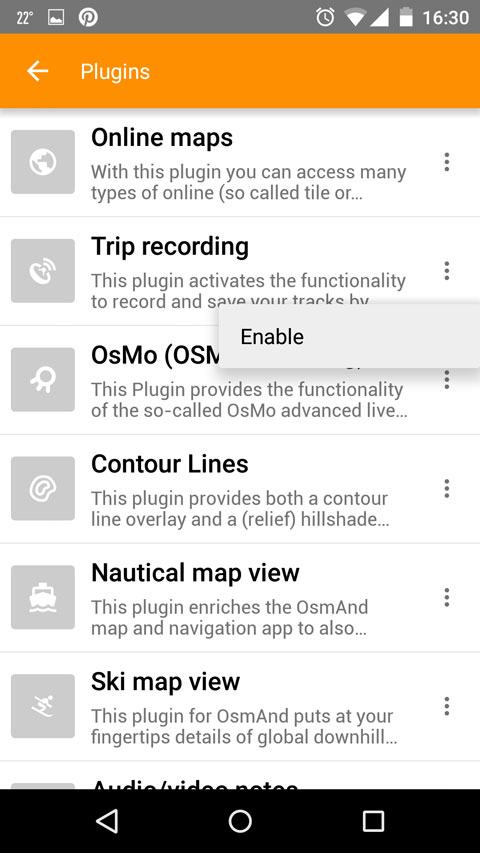 22°
16:30
Plugins
Online maps
With this plugin you can access many
types of online (so called tile or…
Trip recording
This plugin activates the functionality
to record and save your tracks by
Enable
OsMo (OSM
This Plugin provides the functionality
of the so-called OsMo advanced live…
Contour Lines
This plugin provides both a contour
line overlay and a (relief) hillshade…
Nautical map view
This plugin enriches the OsmAnd
map and navigation app to also…
Ski map view
This plugin for OsmAnd puts at your
fingertips details of global downhill…
Audio/video notes